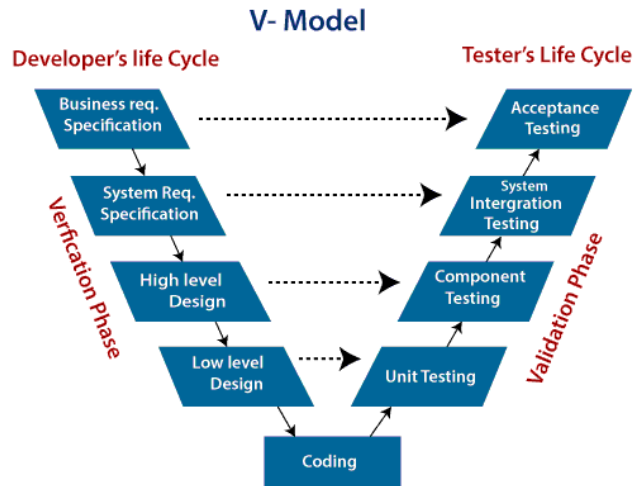 V- Model
Developer's life Cycle
Tester's Life Cycle
Business req.
Specification
Acceptance
Testing
System Req.
Specification
System
Intergration
Testing
Verfication Phase
Validation Phase
High level
Design
Component
Testing
Low level
Design
Unit Testing
Coding